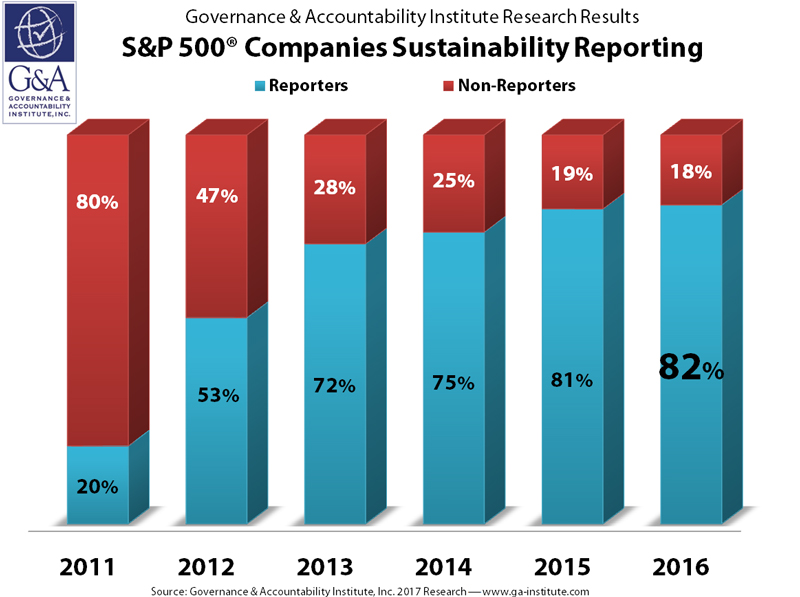 Governance & Accountability Institute Research Results
S&P 500® Companies Sustainability Reporting
G&A
GOVERNANCE &
ACCOUNTABILITY
INSTITUTE, INC.
Reporters Non-Reporters
80% 47% 28% 25% 19% 18%
20% 53% 72% 75% 81% 82%
2011 2012 2013 2014 2015 2016
Source: Governance & Accountability Institute, Inc. 2017 Research — www.ga-institute.com